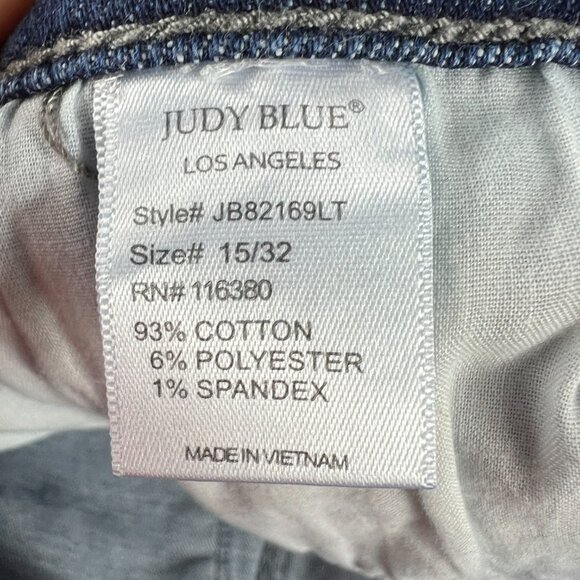 JUDY BLUE®
LOS ANGELES
Style# JB82169LT
Size# 15/32
RN# 116380
93% COTTON
6% POLYESTER
1% SPANDEX
MADE IN VIETNAM